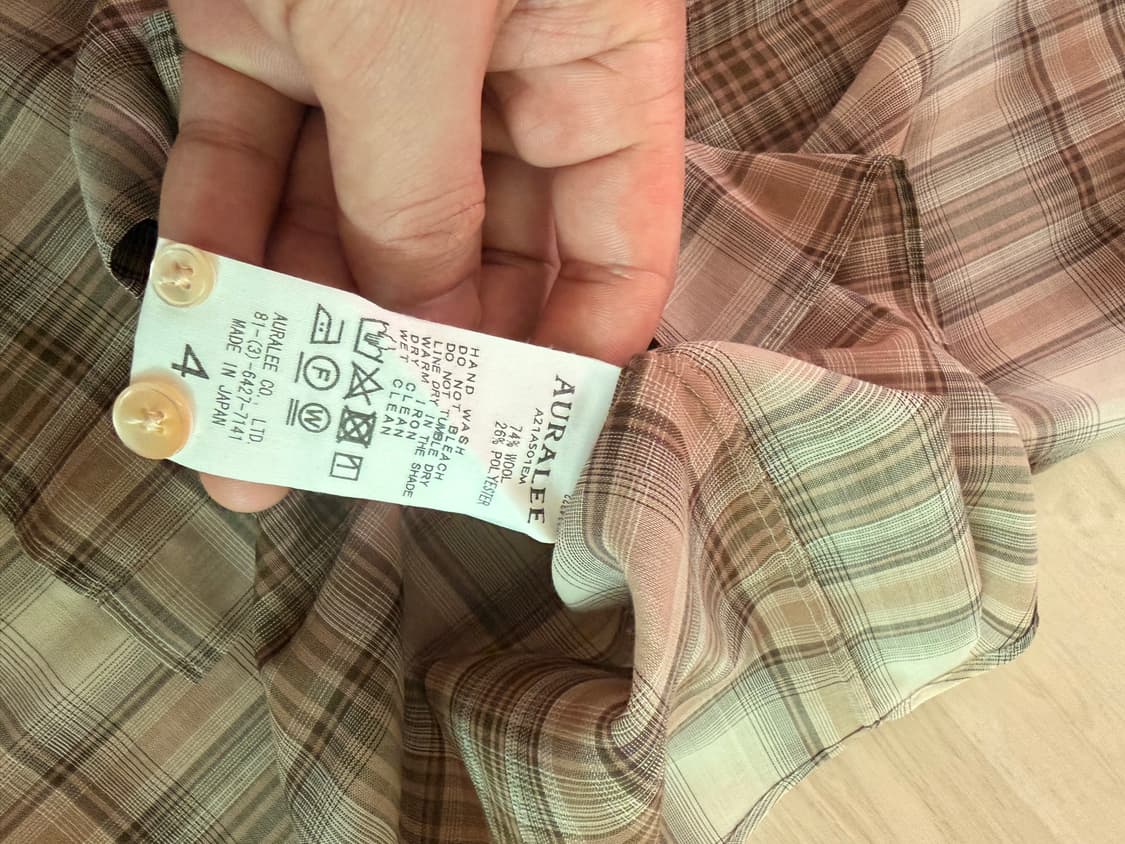 AURALEE
A21AS01EM
74% WOOL
26% POLYESTER
HAND WASH
DO NOT BLEACH
DO NOT TUMBLE DRY
LINE DRY IN THE SHADE
WARM IRON
DRY CLEAN
WET CLEAN
F
W
AURALEE CO., LTD.
81-(3)-6427-7141
MADE IN JAPAN
4